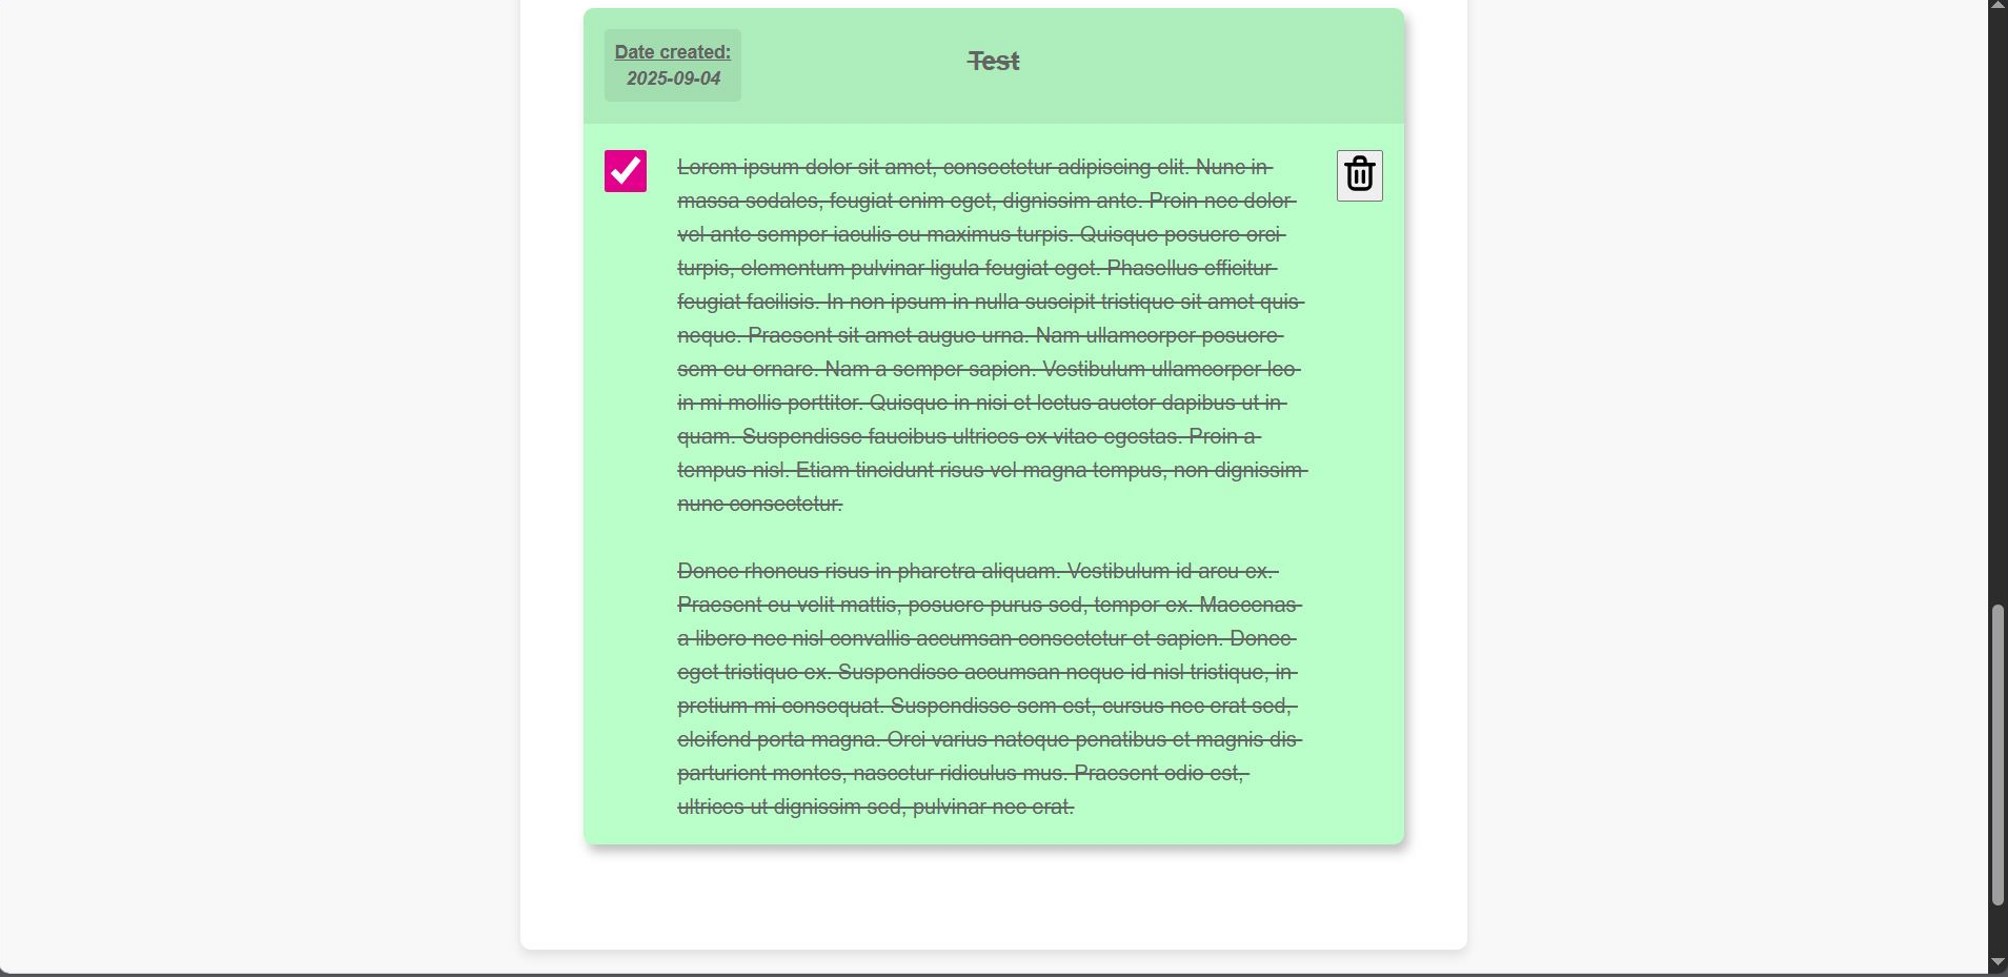 Date created:
2025-09-04
Test
Lorem ipsum dolor sit amet, consectetur adipiscing elit. Nunc in
massa sodales, feugiat enim eget, dignissim ante. Proin nec dolor
vel ante semper iaculis eu maximus turpis. Quisque posuere orci
turpis, elementum pulvinar ligula feugiat eget. Phasellus efficitur
feugiat facilisis. In non ipsum in nulla suscipit tristique sit amet quis
neque. Praesent sit amet augue urna. Nam ullamcorper posuere
sem eu ornare. Nam a semper sapien. Vestibulum ullamcorper leo
in mi mollis porttitor. Quisque in nisi et lectus auctor dapibus ut in
quam. Suspendisse faucibus ultrices ex vitae egestas. Proin a
tempus nisl. Etiam tincidunt risus vel magna tempus, non dignissim
nunc consectetur.
Donec rhoncus risus in pharetra aliquam. Vestibulum id arcu ex.
Praesent eu velit mattis, posuere purus sed, tempor ex. Maecenas
a libero nec nisl convallis accumsan consectetur et sapien. Donec
eget tristique ex. Suspendisse accumsan neque id nisl tristique, in
pretium mi consequat. Suspendisse sem est, cursus nec erat sed,
eleifend porta magna. Orci varius natoque penatibus et magnis dis
parturient montes, nascetur ridiculus mus. Praesent odio est,
ultrices ut dignissim sed, pulvinar nec erat.